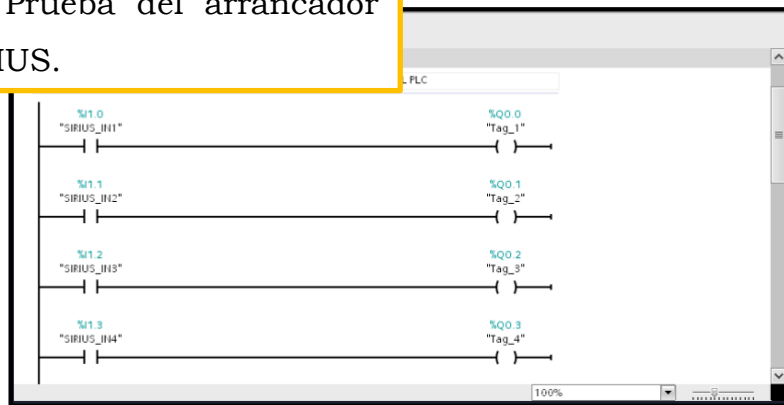 Prueba del arrancador
IUS.
PLC
%I1.0 %Q0.0
"SIRIUS_IN1" "Tag_1"
%I1.1 %Q0.1
"SIRIUS_IN2" "Tag_2"
%I1.2 %Q0.2
"SIRIUS_IN3" "Tag_3"
%I1.3 %Q0.3
"SIRIUS_IN4" "Tag_4"
100%